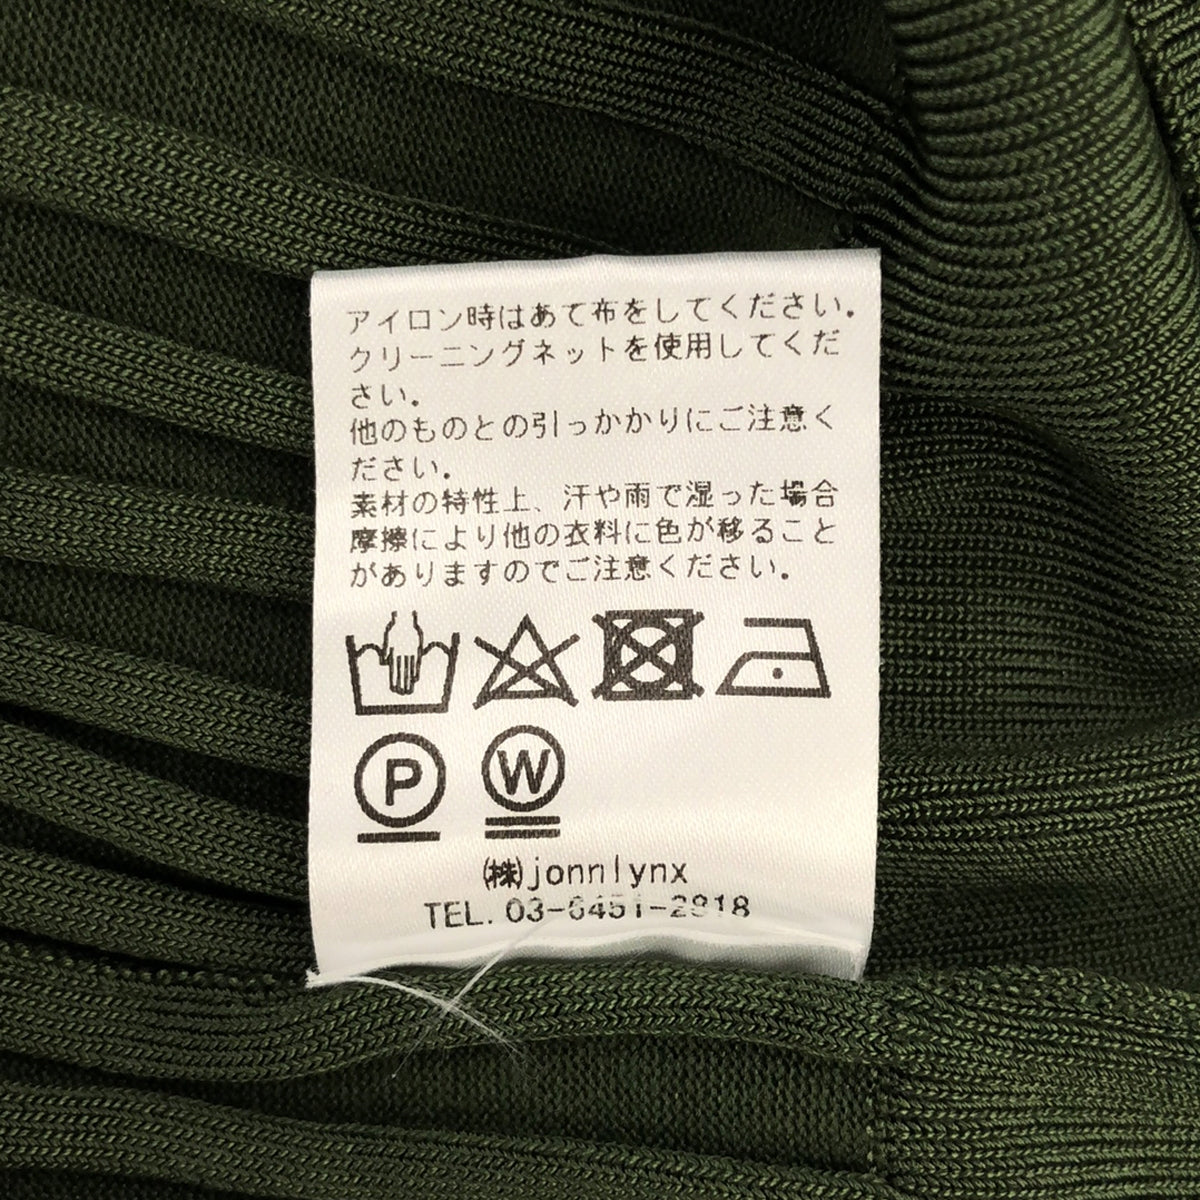 アイロン時はあて布をしてください。
クリーニングネットを使用してくだ
さい。
他のものとの引っかかりにご注意く
ださい。
素材の特性上、汗や雨で湿った場合
摩擦により他の衣料に色が移ること
がありますのでご注意ください。
P W
㈱jonnlynx
TEL. 03-6451-2918